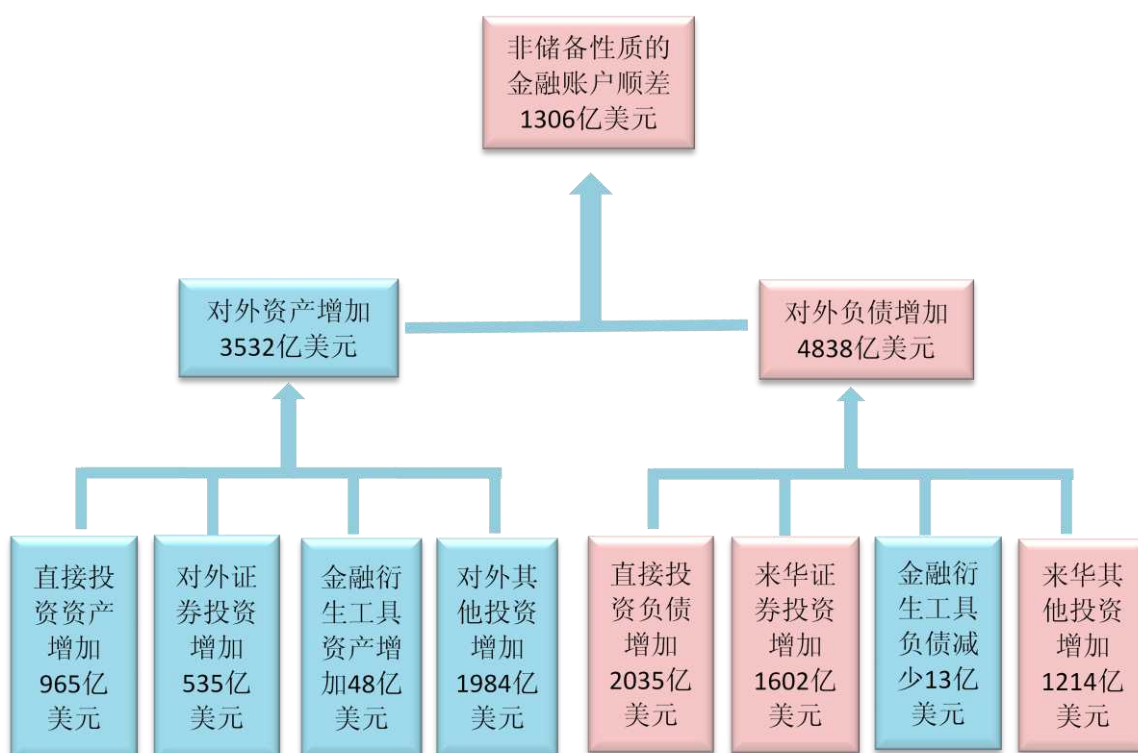 非储备性质的
金融账户顺差
1306亿美元
对外资产增加
3532亿美元
对外负债增加
4838亿美元
直接投
资资产
增加
965亿
美元
对外证
券投资
增加
535亿
美元
金融衍
生工具
资产增
加48亿
美元
对外其
他投资
增加
1984亿
美元
直接投
资负债
增加
2035亿
美元
来华证
券投资
增加
1602亿
美元
金融衍
生工具
负债减
少13亿
美元
来华其
他投资
增加
1214亿
美元